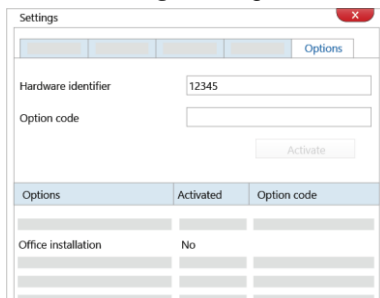 Settings
x
Options
Hardware identifier 12345
Option code
Activate
Options Activated Option code
Office installation No